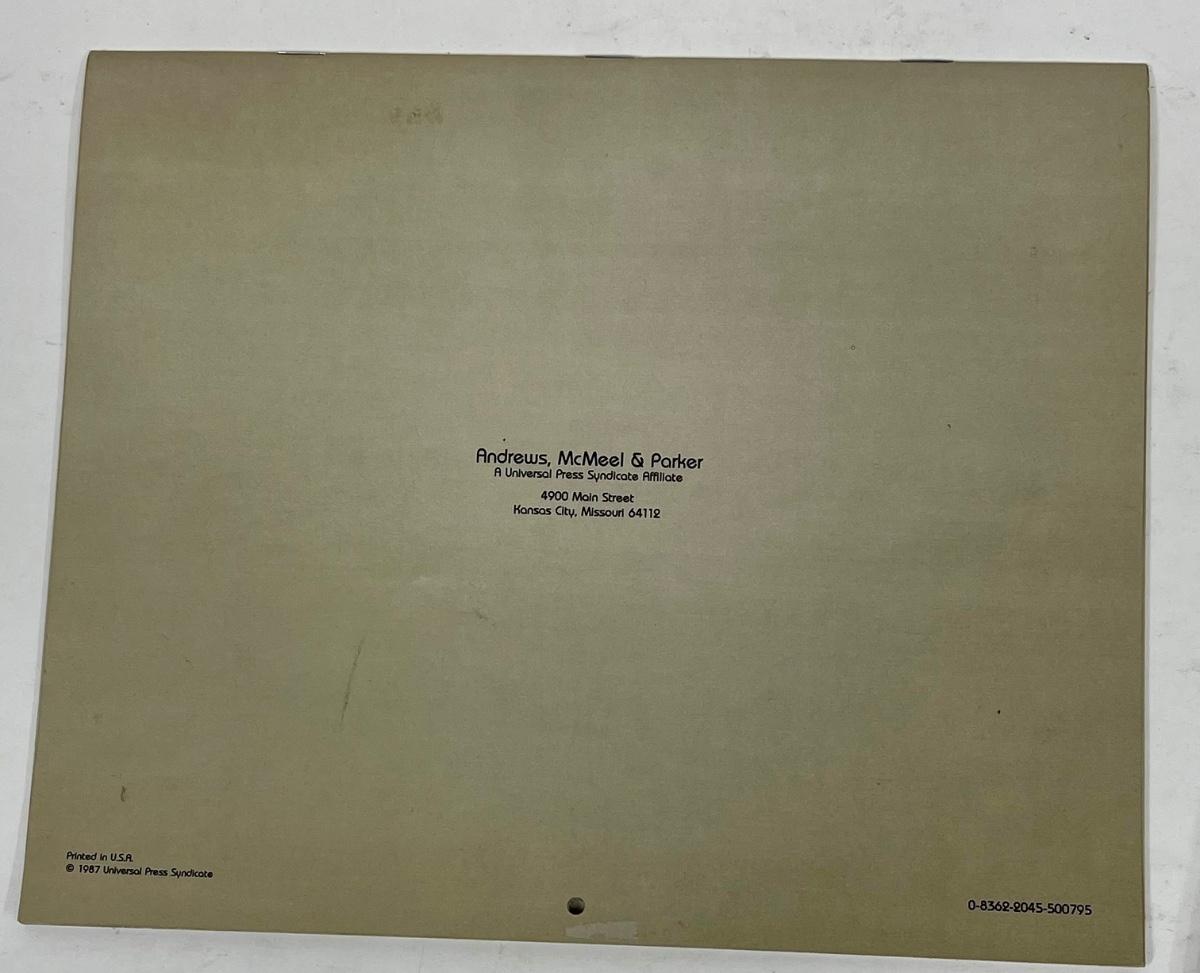 Andrews, McMeel & Parker
A Universal Press Syndicate Affiliate
4900 Main Street
Kansas City, Missouri 64112
Printed in U.S.A.
© 1987 Universal Press Syndicate
0-8362-2045-500795